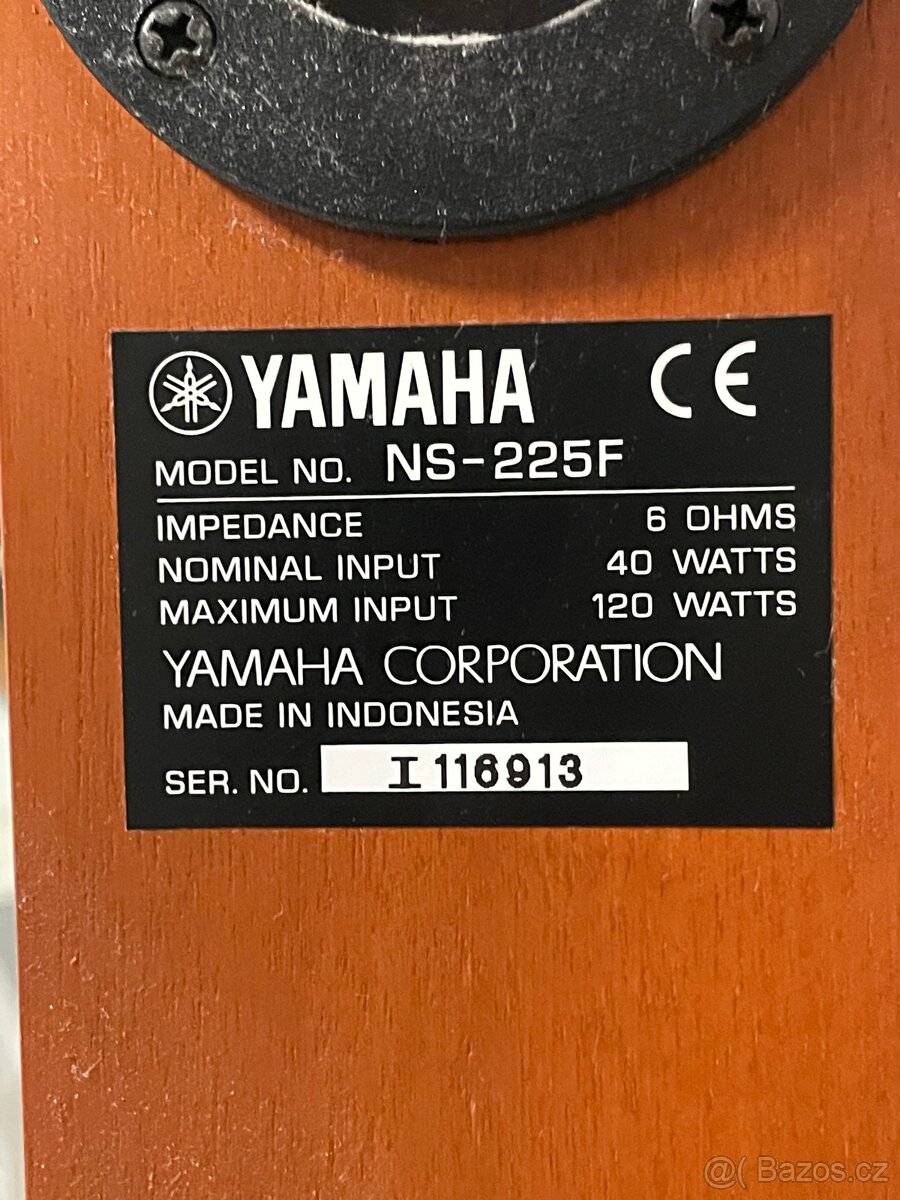 YAMAHA CE
MODEL NO. NS-225F
IMPEDANCE 6 OHMS
NOMINAL INPUT 40 WATTS
MAXIMUM INPUT 120 WATTS
YAMAHA CORPORATION
MADE IN INDONESIA
SER. NO. I116913
@( Bazos.cz